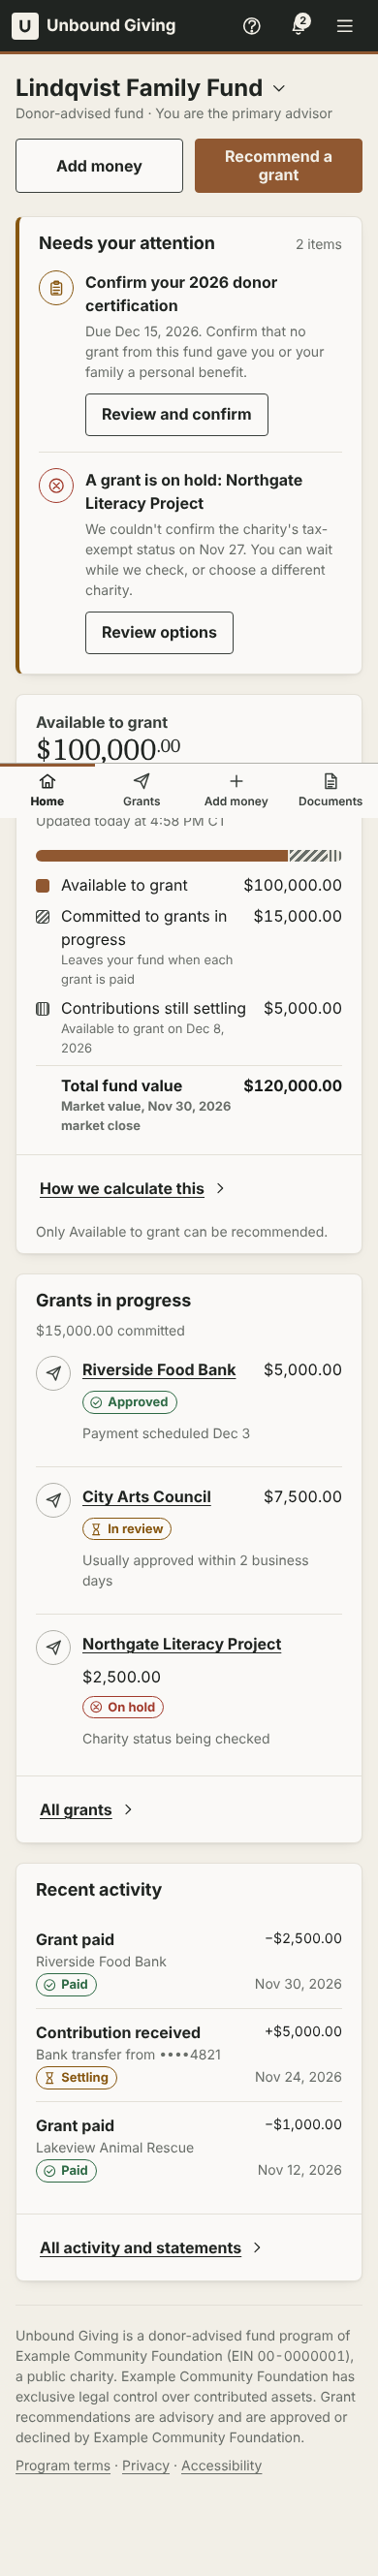 U Unbound Giving
2
Lindqvist Family Fund
Donor-advised fund · You are the primary advisor
Add money
Recommend a
grant
Needs your attention
2 items
Confirm your 2026 donor
certification
Due Dec 15, 2026. Confirm that no
grant from this fund gave you or your
family a personal benefit.
Review and confirm
A grant is on hold: Northgate
Literacy Project
We couldn't confirm the charity's tax-
exempt status on Nov 27. You can wait
while we check, or choose a different
charity.
Review options
Available to grant
$100,000.00
Home
Grants
Add money
Documents
Updated today at 4:58 PM CT
Available to grant $100,000.00
Committed to grants in $15,000.00
progress
Leaves your fund when each
grant is paid
Contributions still settling $5,000.00
Available to grant on Dec 8,
2026
Total fund value $120,000.00
Market value, Nov 30, 2026
market close
How we calculate this
Only Available to grant can be recommended.
Grants in progress
$15,000.00 committed
Riverside Food Bank $5,000.00
Approved
Payment scheduled Dec 3
City Arts Council $7,500.00
In review
Usually approved within 2 business
days
Northgate Literacy Project
$2,500.00
On hold
Charity status being checked
All grants
Recent activity
Grant paid −$2,500.00
Riverside Food Bank
Paid Nov 30, 2026
Contribution received +$5,000.00
Bank transfer from ••••4821
Settling Nov 24, 2026
Grant paid −$1,000.00
Lakeview Animal Rescue
Paid Nov 12, 2026
All activity and statements
Unbound Giving is a donor-advised fund program of
Example Community Foundation (EIN 00-0000001),
a public charity. Example Community Foundation has
exclusive legal control over contributed assets. Grant
recommendations are advisory and are approved or
declined by Example Community Foundation.
Program terms · Privacy · Accessibility